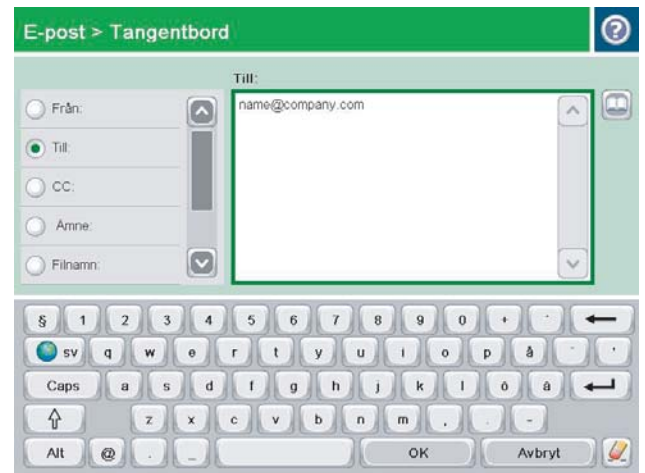 E-post > Tangentbord
?
Till:
Från:
name@company.com
Till:
CC:
Ämne:
Filnamn:
§ 1 2 3 4 5 6 7 8 9 0 +
sv q w e r t y u i o p å
Caps a s d f g h j k l ö ä
z x c v b n m , . -
Alt @ . _ OK Avbryt